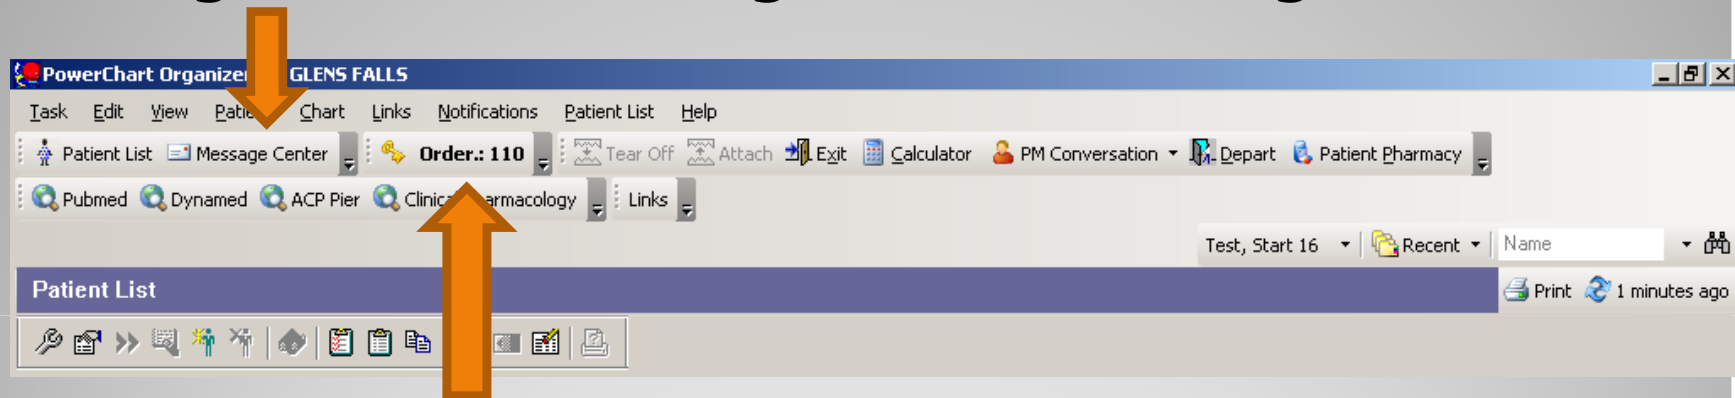 PowerChart Organizer GLENS FALLS
Task Edit View Chart Links Notifications Patient List Help
Patient List Message Center Order.: 110 Tear Off Attach Exit Calculator PM Conversation Depart Patient Pharmacy
Pubmed Dynamed ACP Pier Links
Test, Start 16 Recent Name
Patient List Print 1 minutes ago